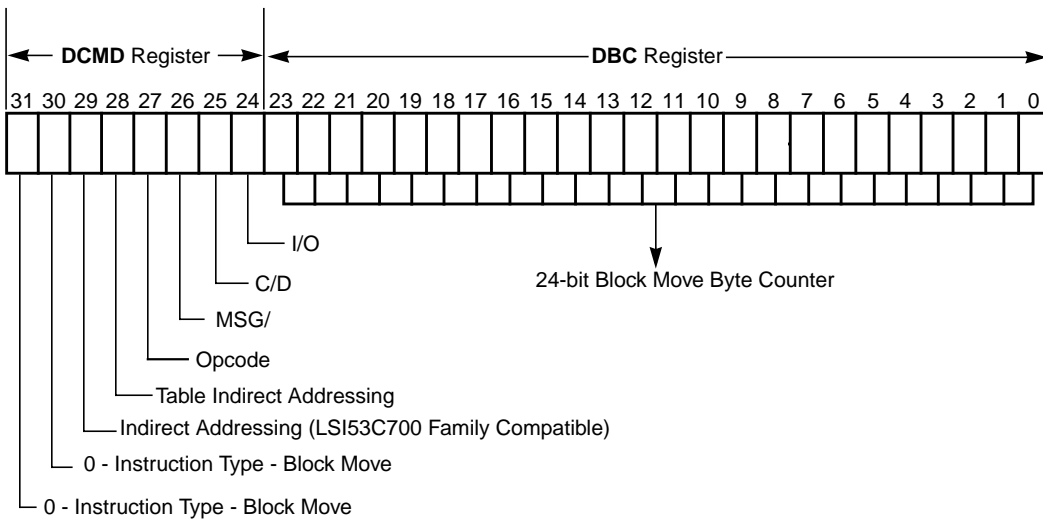 DCMD Register DBC Register
31 30 29 28 27 26 25 24 23 22 21 20 19 18 17 16 15 14 13 12 11 10 9 8 7 6 5 4 3 2 1 0
I/O
24-bit Block Move Byte Counter
C/D
MSG/
Opcode
Table Indirect Addressing
Indirect Addressing (LSI53C700 Family Compatible)
0 - Instruction Type - Block Move
0 - Instruction Type - Block Move